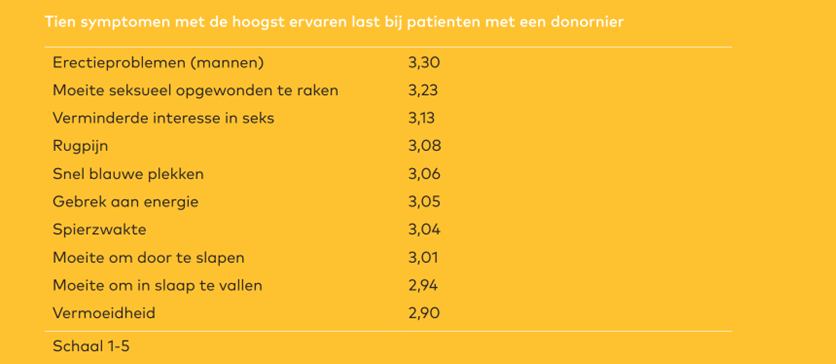 Tien symptomen met de hoogst ervaren last bij patienten met een donornier
Erectieproblemen (mannen) 3,30
Moeite seksueel opgewonden te raken 3,23
Verminderde interesse in seks 3,13
Rugpijn 3,08
Snel blauwe plekken 3,06
Gebrek aan energie 3,05
Spierzwakte 3,04
Moeite om door te slapen 3,01
Moeite om in slaap te vallen 2,94
Vermoeidheid 2,90
Schaal 1-5